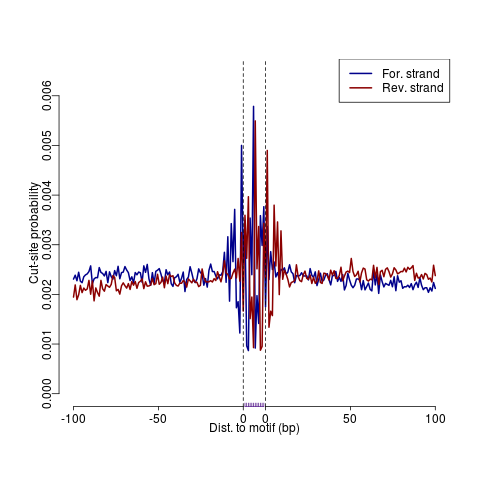 For. strand
Rev. strand
Cut-site probability
0.006
0.005
0.004
0.003
0.002
0.001
0.000
-100 -50 0 0 50 100
Dist. to motif (bp)